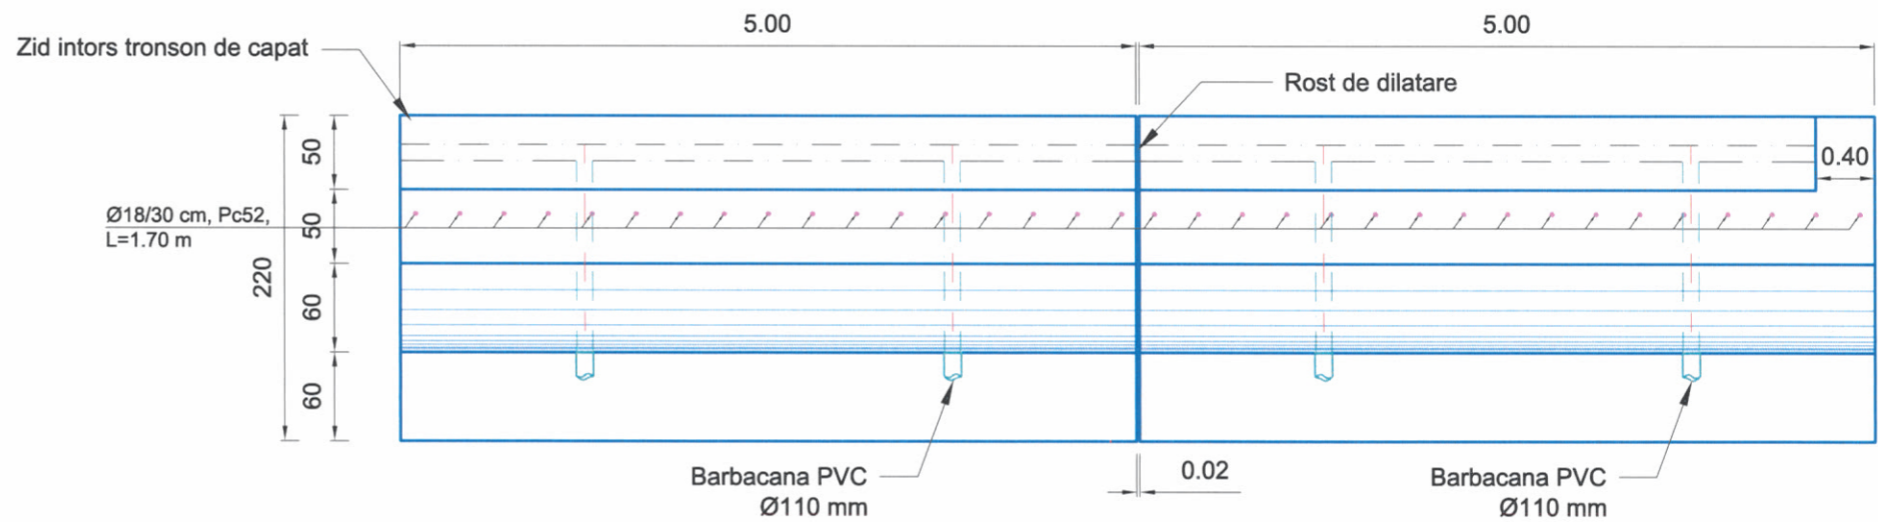 5.00
5.00
Zid intors tronson de capat
Rost de dilatare
50
0.40
Ø18/30 cm, Pc52,
L=1.70 m
50
220
60
60
Barbacana PVC
Ø110 mm
0.02
Barbacana PVC
Ø110 mm